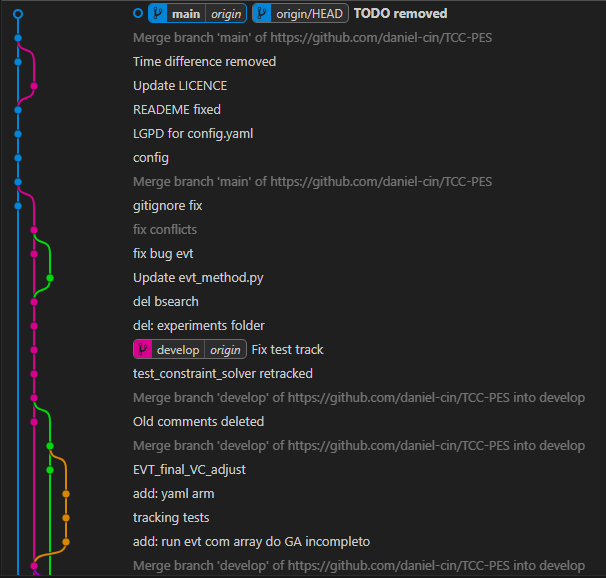 main origin origin/HEAD TODO removed
Merge branch 'main' of https://github.com/daniel-cin/TCC-PES
Time difference removed
Update LICENCE
READEME fixed
LGPD for config.yaml
config
Merge branch 'main' of https://github.com/daniel-cin/TCC-PES
gitignore fix
fix conflicts
fix bug evt
Update evt_method.py
del bsearch
del: experiments folder
develop origin Fix test track
test_constraint_solver retracked
Merge branch 'develop' of https://github.com/daniel-cin/TCC-PES into develop
Old comments deleted
Merge branch 'develop' of https://github.com/daniel-cin/TCC-PES into develop
EVT_final_VC_adjust
add: yaml arm
tracking tests
add: run evt com array do GA incompleto
Merge branch 'develop' of https://github.com/daniel-cin/TCC-PES into develop